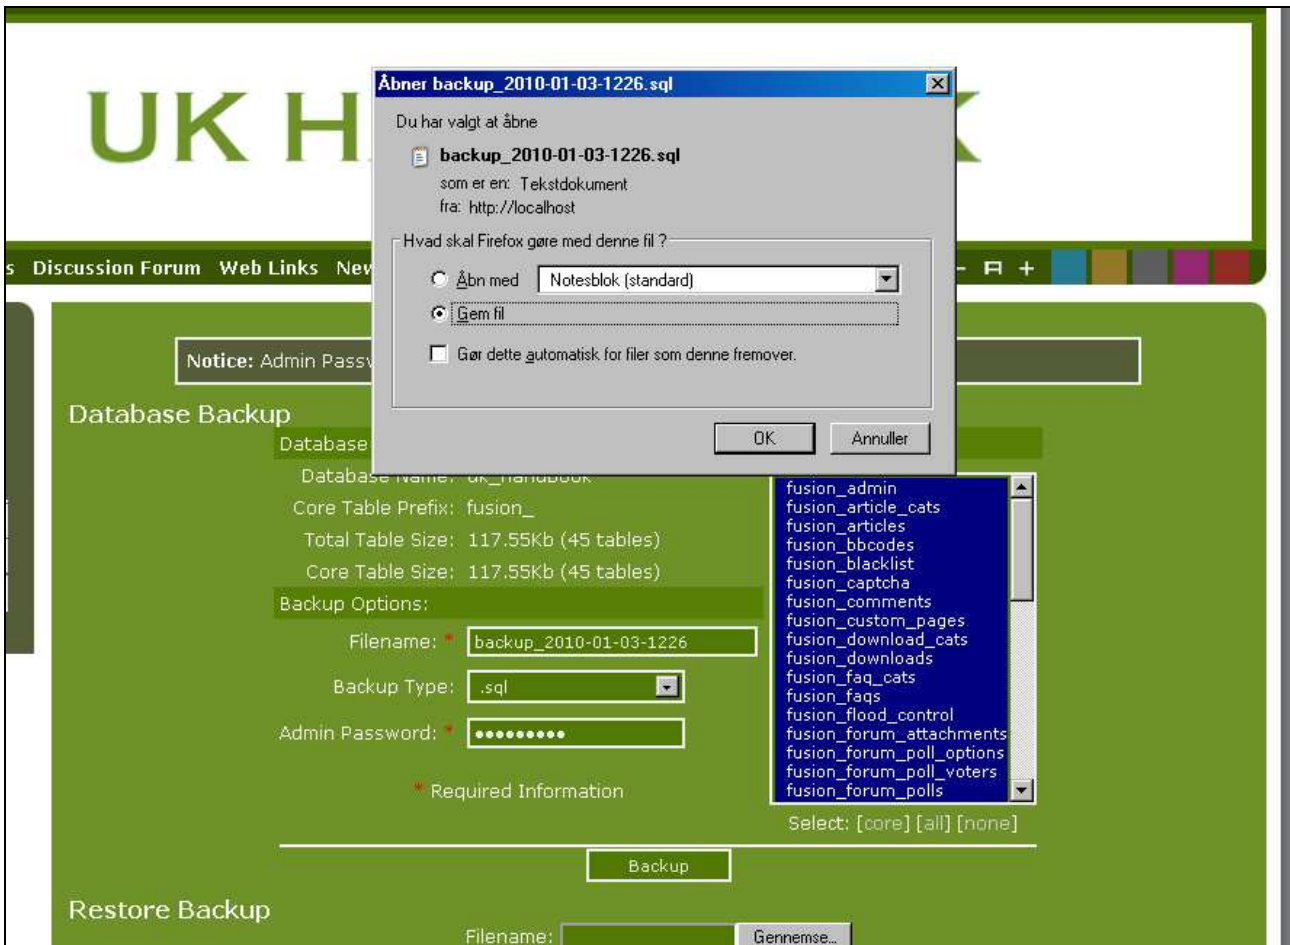 UK H
K
Åbner backup_2010-01-03-1226.sql
Du har valgt at åbne
backup_2010-01-03-1226.sql
som er en: Tekstdokument
fra: http://localhost
Hvad skal Firefox gøre med denne fil ?
Åbn med Notesblok (standard)
Gem fil
Gør dette automatisk for filer som denne fremover.
OK Annuller
s Discussion Forum Web Links New
+
Notice: Admin Passw
Database Backup
Database
Database Name: uk_handbook
Core Table Prefix: fusion_
Total Table Size: 117.55Kb (45 tables)
Core Table Size: 117.55Kb (45 tables)
Backup Options:
Filename: * backup_2010-01-03-1226
Backup Type: .sql
Admin Password: * •••••••••
* Required Information
fusion_admin
fusion_article_cats
fusion_articles
fusion_bbcodes
fusion_blacklist
fusion_captcha
fusion_comments
fusion_custom_pages
fusion_download_cats
fusion_downloads
fusion_faq_cats
fusion_faqs
fusion_flood_control
fusion_forum_attachments
fusion_forum_poll_options
fusion_forum_poll_voters
fusion_forum_polls
Select: [core] [all] [none]
Backup
Restore Backup
Filename: Gennemse...